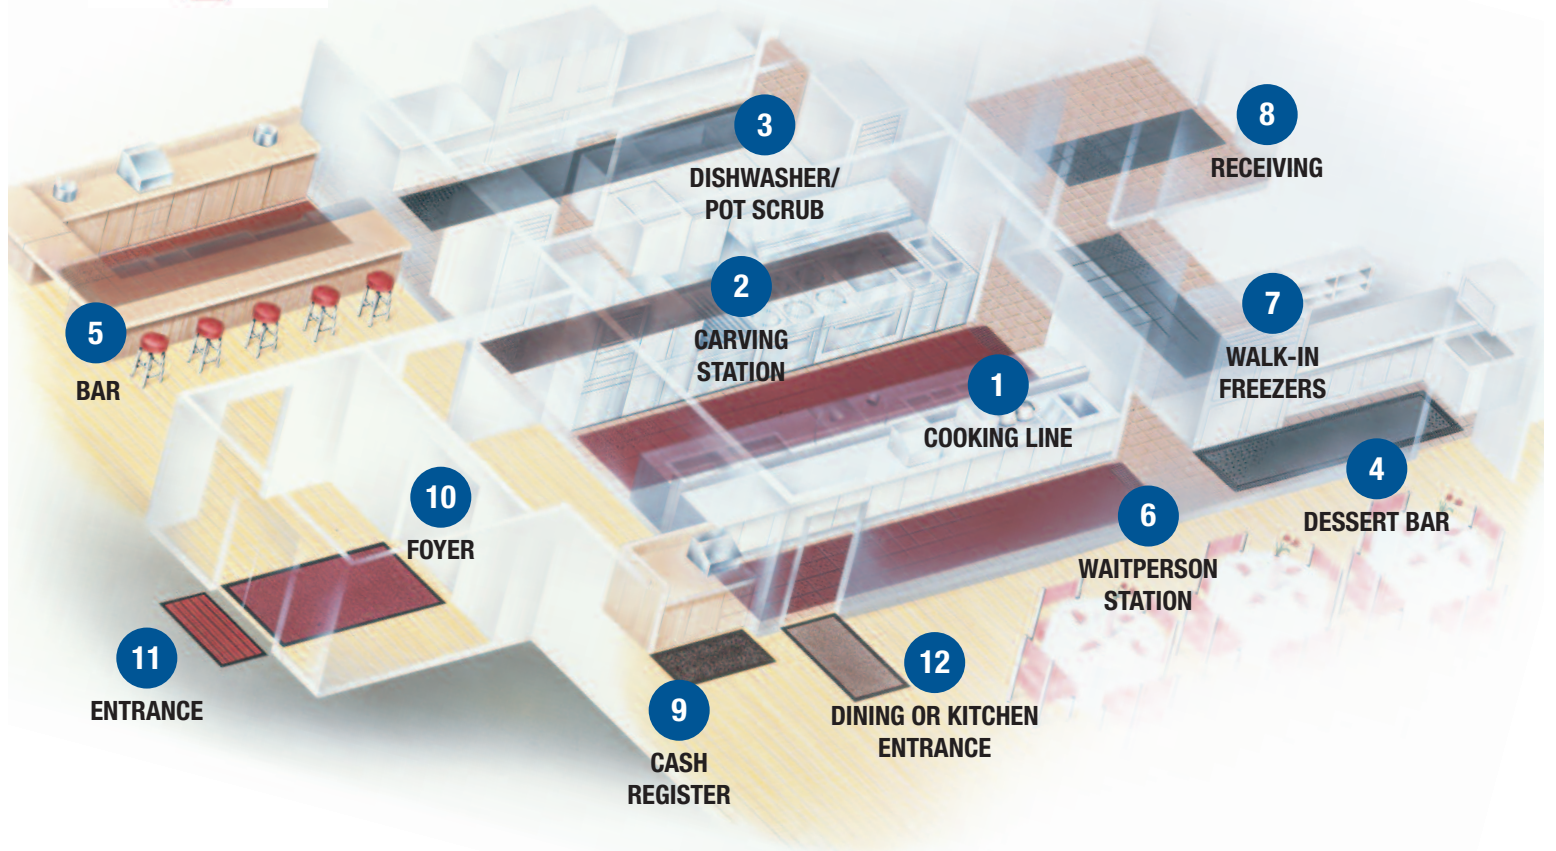 3
DISHWASHER/
POT SCRUB
8
RECEIVING
2
CARVING
STATION
7
WALK-IN
FREEZERS
5
BAR
1
COOKING LINE
4
DESSERT BAR
10
FOYER
6
WAITPERSON
STATION
11
ENTRANCE
12
DINING OR KITCHEN
ENTRANCE
9
CASH
REGISTER